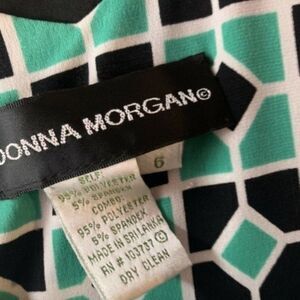 DONNA MORGAN©
6
SELF:
95% POLYESTER
5% SPANDEX
COMBO:
95% POLYESTER
5% SPANDEX
MADE IN SRI LANKA
RN # 103737
DRY CLEAN